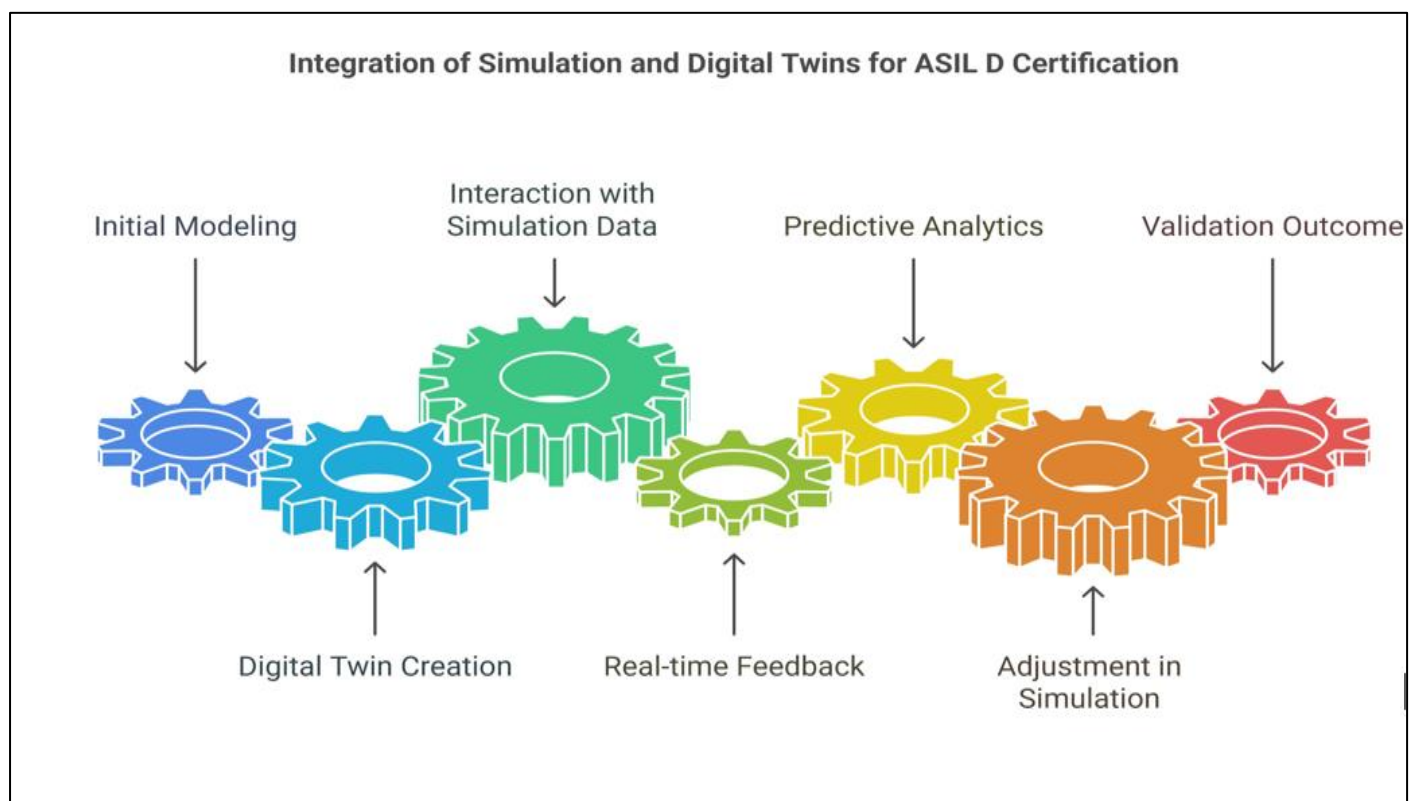 Integration of Simulation and Digital Twins for ASIL D Certification
Initial Modeling
Interaction with
Simulation Data
Predictive Analytics
Validation Outcome
Digital Twin Creation
Real-time Feedback
Adjustment in
Simulation